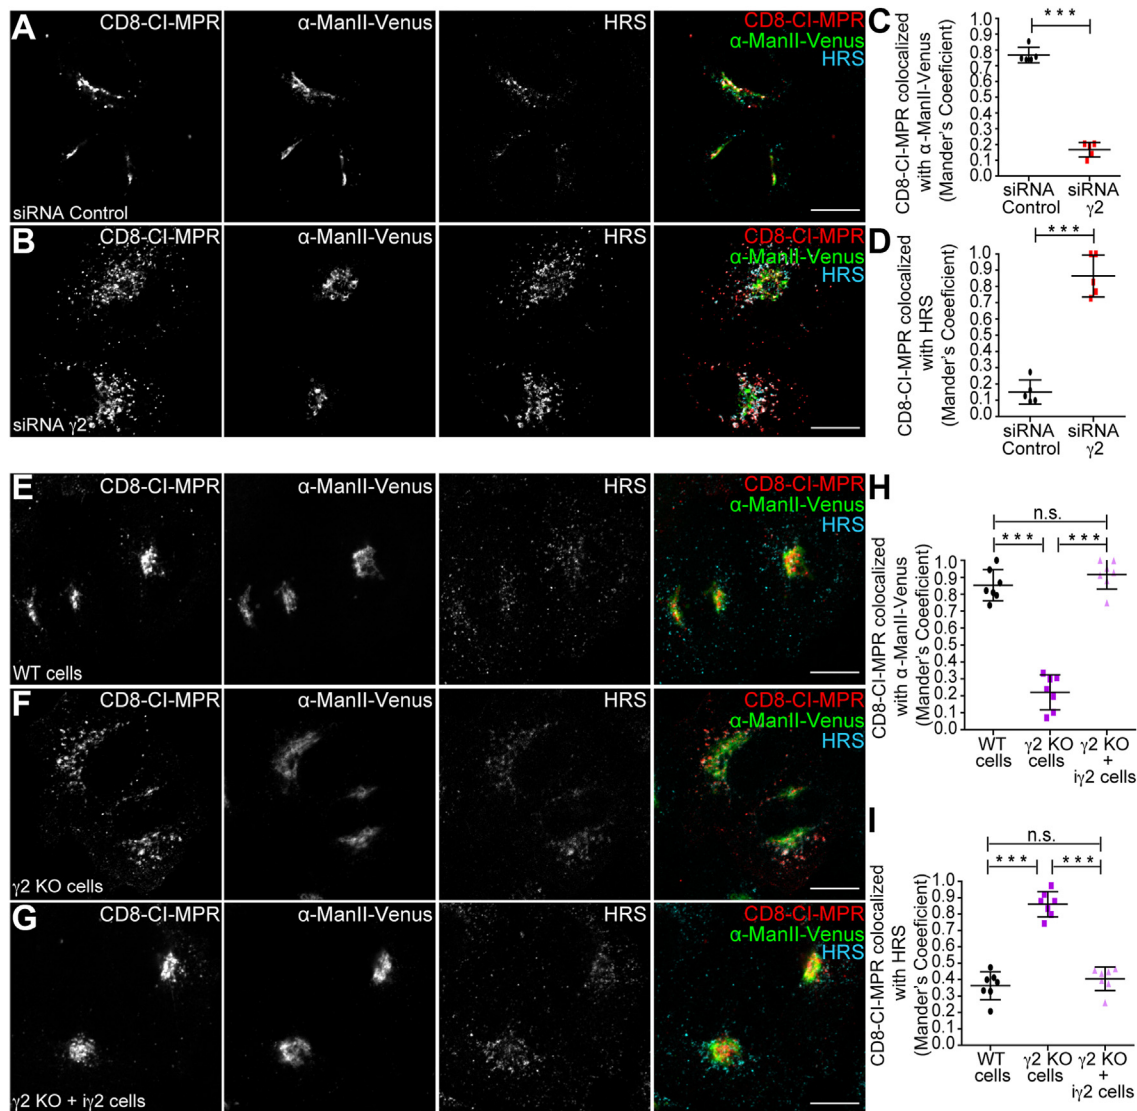 A
CD8-CI-MPR
α-ManII-Venus
HRS
CD8-CI-MPR
α-ManII-Venus
HRS
siRNA Control
B
CD8-CI-MPR
α-ManII-Venus
HRS
CD8-CI-MPR
α-ManII-Venus
HRS
siRNA γ2
C
CD8-CI-MPR colocalized
with α-ManII-Venus
(Mander's Coeficient)
* * *
1.0
0.9
0.8
0.7
0.6
0.5
0.4
0.3
0.2
0.1
0.0
siRNA
Control
siRNA
γ2
D
CD8-CI-MPR colocalized
with HRS
(Mander's Coeeficient)
* * *
1.0
0.9
0.8
0.7
0.6
0.5
0.4
0.3
0.2
0.1
0.0
siRNA
Control
siRNA
γ2
E
CD8-CI-MPR
α-ManII-Venus
HRS
CD8-CI-MPR
α-ManII-Venus
HRS
WT cells
F
CD8-CI-MPR
α-ManII-Venus
HRS
CD8-CI-MPR
α-ManII-Venus
HRS
γ2 KO cells
G
CD8-CI-MPR
α-ManII-Venus
HRS
CD8-CI-MPR
α-ManII-Venus
HRS
γ2 KO + iγ2 cells
H
CD8-CI-MPR colocalized
with α-ManII-Venus
(Mander's Coeficient)
n.s.
* * * * * *
1.0
0.9
0.8
0.7
0.6
0.5
0.4
0.3
0.2
0.1
0.0
WT
cells
γ2 KO
cells
γ2 KO
+
iγ2 cells
I
CD8-CI-MPR colocalized
with HRS
(Mander's Coeficient)
n.s.
* * * * * *
1.0
0.9
0.8
0.7
0.6
0.5
0.4
0.3
0.2
0.1
0.0
WT
cells
γ2 KO
cells
γ2 KO
+
iγ2 cells